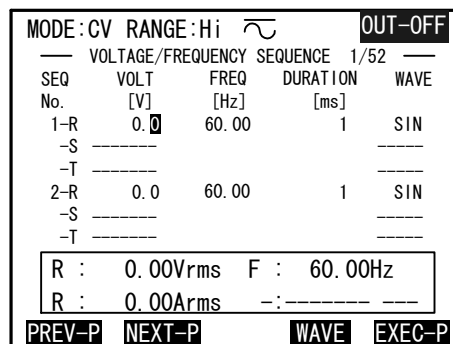 MODE:CV RANGE:Hi OUT-OFF
VOLTAGE/FREQUENCY SEQUENCE 1/52
SEQ VOLT FREQ DURATION WAVE
No. [V] [Hz] [ms]
1-R 0.0 60.00 1 SIN
-S ------- -----
-T ------- -----
2-R 0.0 60.00 1 SIN
-S ------- -----
-T ------- -----
R : 0.00Vrms F : 60.00Hz
R : 0.00Arms -:------- ---
PREV-P NEXT-P WAVE EXEC-P